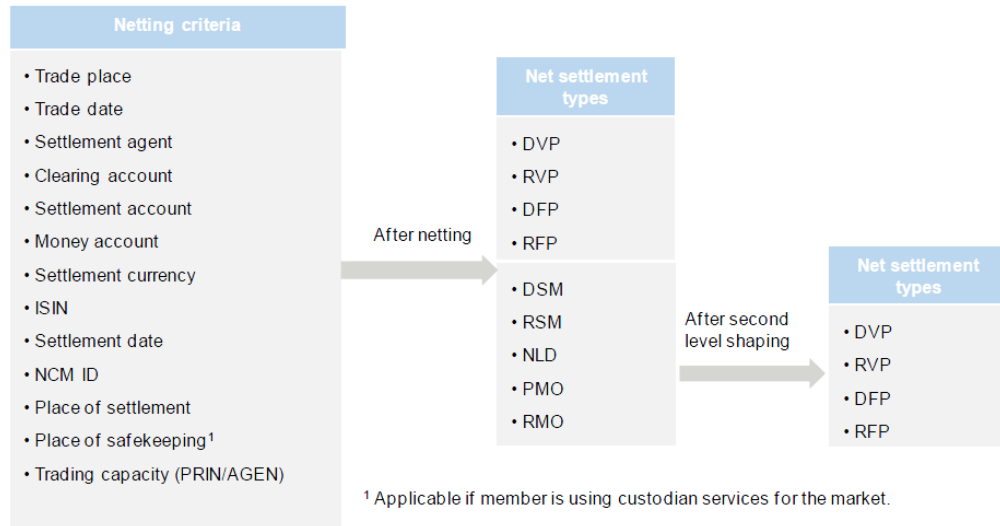 Netting criteria
• Trade place
• Trade date
• Settlement agent
• Clearing account
• Settlement account
• Money account
• Settlement currency
• ISIN
• Settlement date
• NCM ID
• Place of settlement
• Place of safekeeping¹
• Trading capacity (PRIN/AGEN)
After netting
Net settlement
types
• DVP
• RVP
• DFP
• RFP
• DSM
• RSM
• NLD
• PMO
• RMO
After second
level shaping
Net settlement
types
• DVP
• RVP
• DFP
• RFP
¹ Applicable if member is using custodian services for the market.